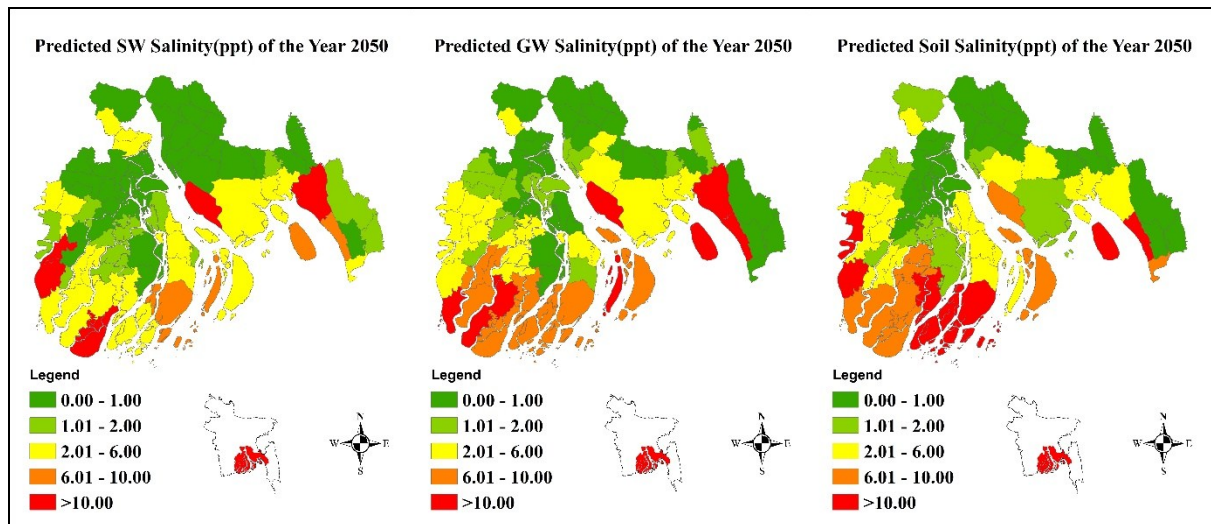 Predicted SW Salinity(ppt) of the Year 2050
Legend
0.00 - 1.00
1.01 - 2.00
2.01 - 6.00
6.01 - 10.00
>10.00
N
W E
S
Predicted GW Salinity(ppt) of the Year 2050
Legend
0.00 - 1.00
1.01 - 2.00
2.01 - 6.00
6.01 - 10.00
>10.00
N
W E
S
Predicted Soil Salinity(ppt) of the Year 2050
Legend
0.00 - 1.00
1.01 - 2.00
2.01 - 6.00
6.01 - 10.00
>10.00
N
W E
S